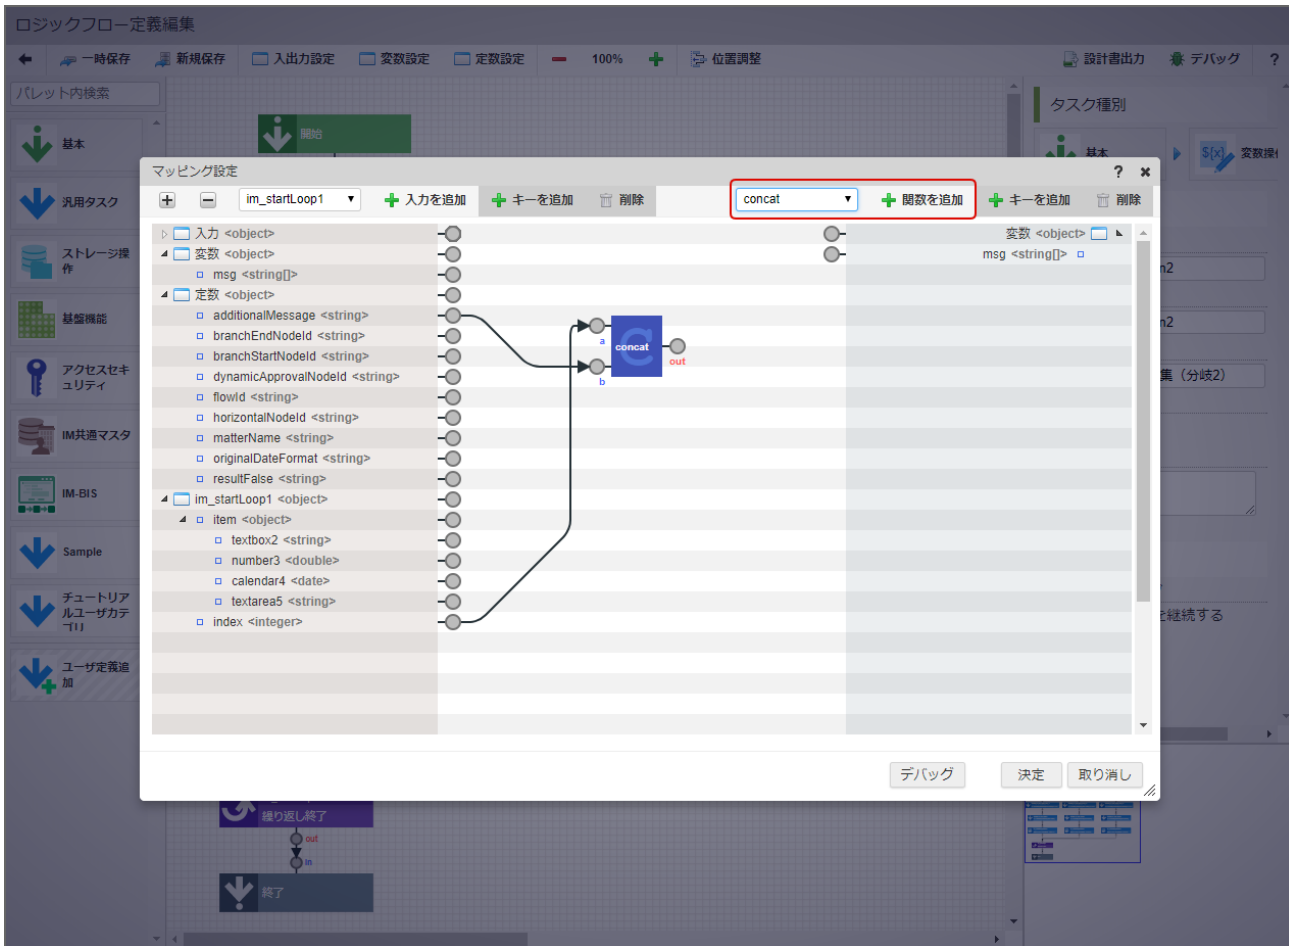 ロジックフロー定義編集
一時保存 新規保存 入出力設定 変数設定 定数設定 100% 位置調整 設計書出力 デバッグ ?
パレット内検索
基本
汎用タスク
ストレージ操
作
基盤機能
アクセスセキ
ュリティ
IM共通マスタ
IM-BIS
Sample
チュートリア
ルユーザカテ
ゴリ
ユーザ定義追
加
開始
タスク種別
基本 変数操
マッピング設定 ?
im_startLoop1 入力を追加 キーを追加 削除 concat 関数を追加 キーを追加 削除
入力 <object>
変数 <object>
msg <string[]>
定数 <object>
additionalMessage <string>
branchEndNodeId <string>
branchStartNodeId <string>
dynamicApprovalNodeId <string>
flowId <string>
horizontalNodeId <string>
matterName <string>
originalDateFormat <string>
resultFalse <string>
im_startLoop1 <object>
item <object>
textbox2 <string>
number3 <double>
calendar4 <date>
textarea5 <string>
index <integer>
a
concat
out
b
変数 <object>
msg <string[]>
n2
n2
集（分岐2）
を継続する
デバッグ 決定 取り消し
繰り返し終了
out
in
終了